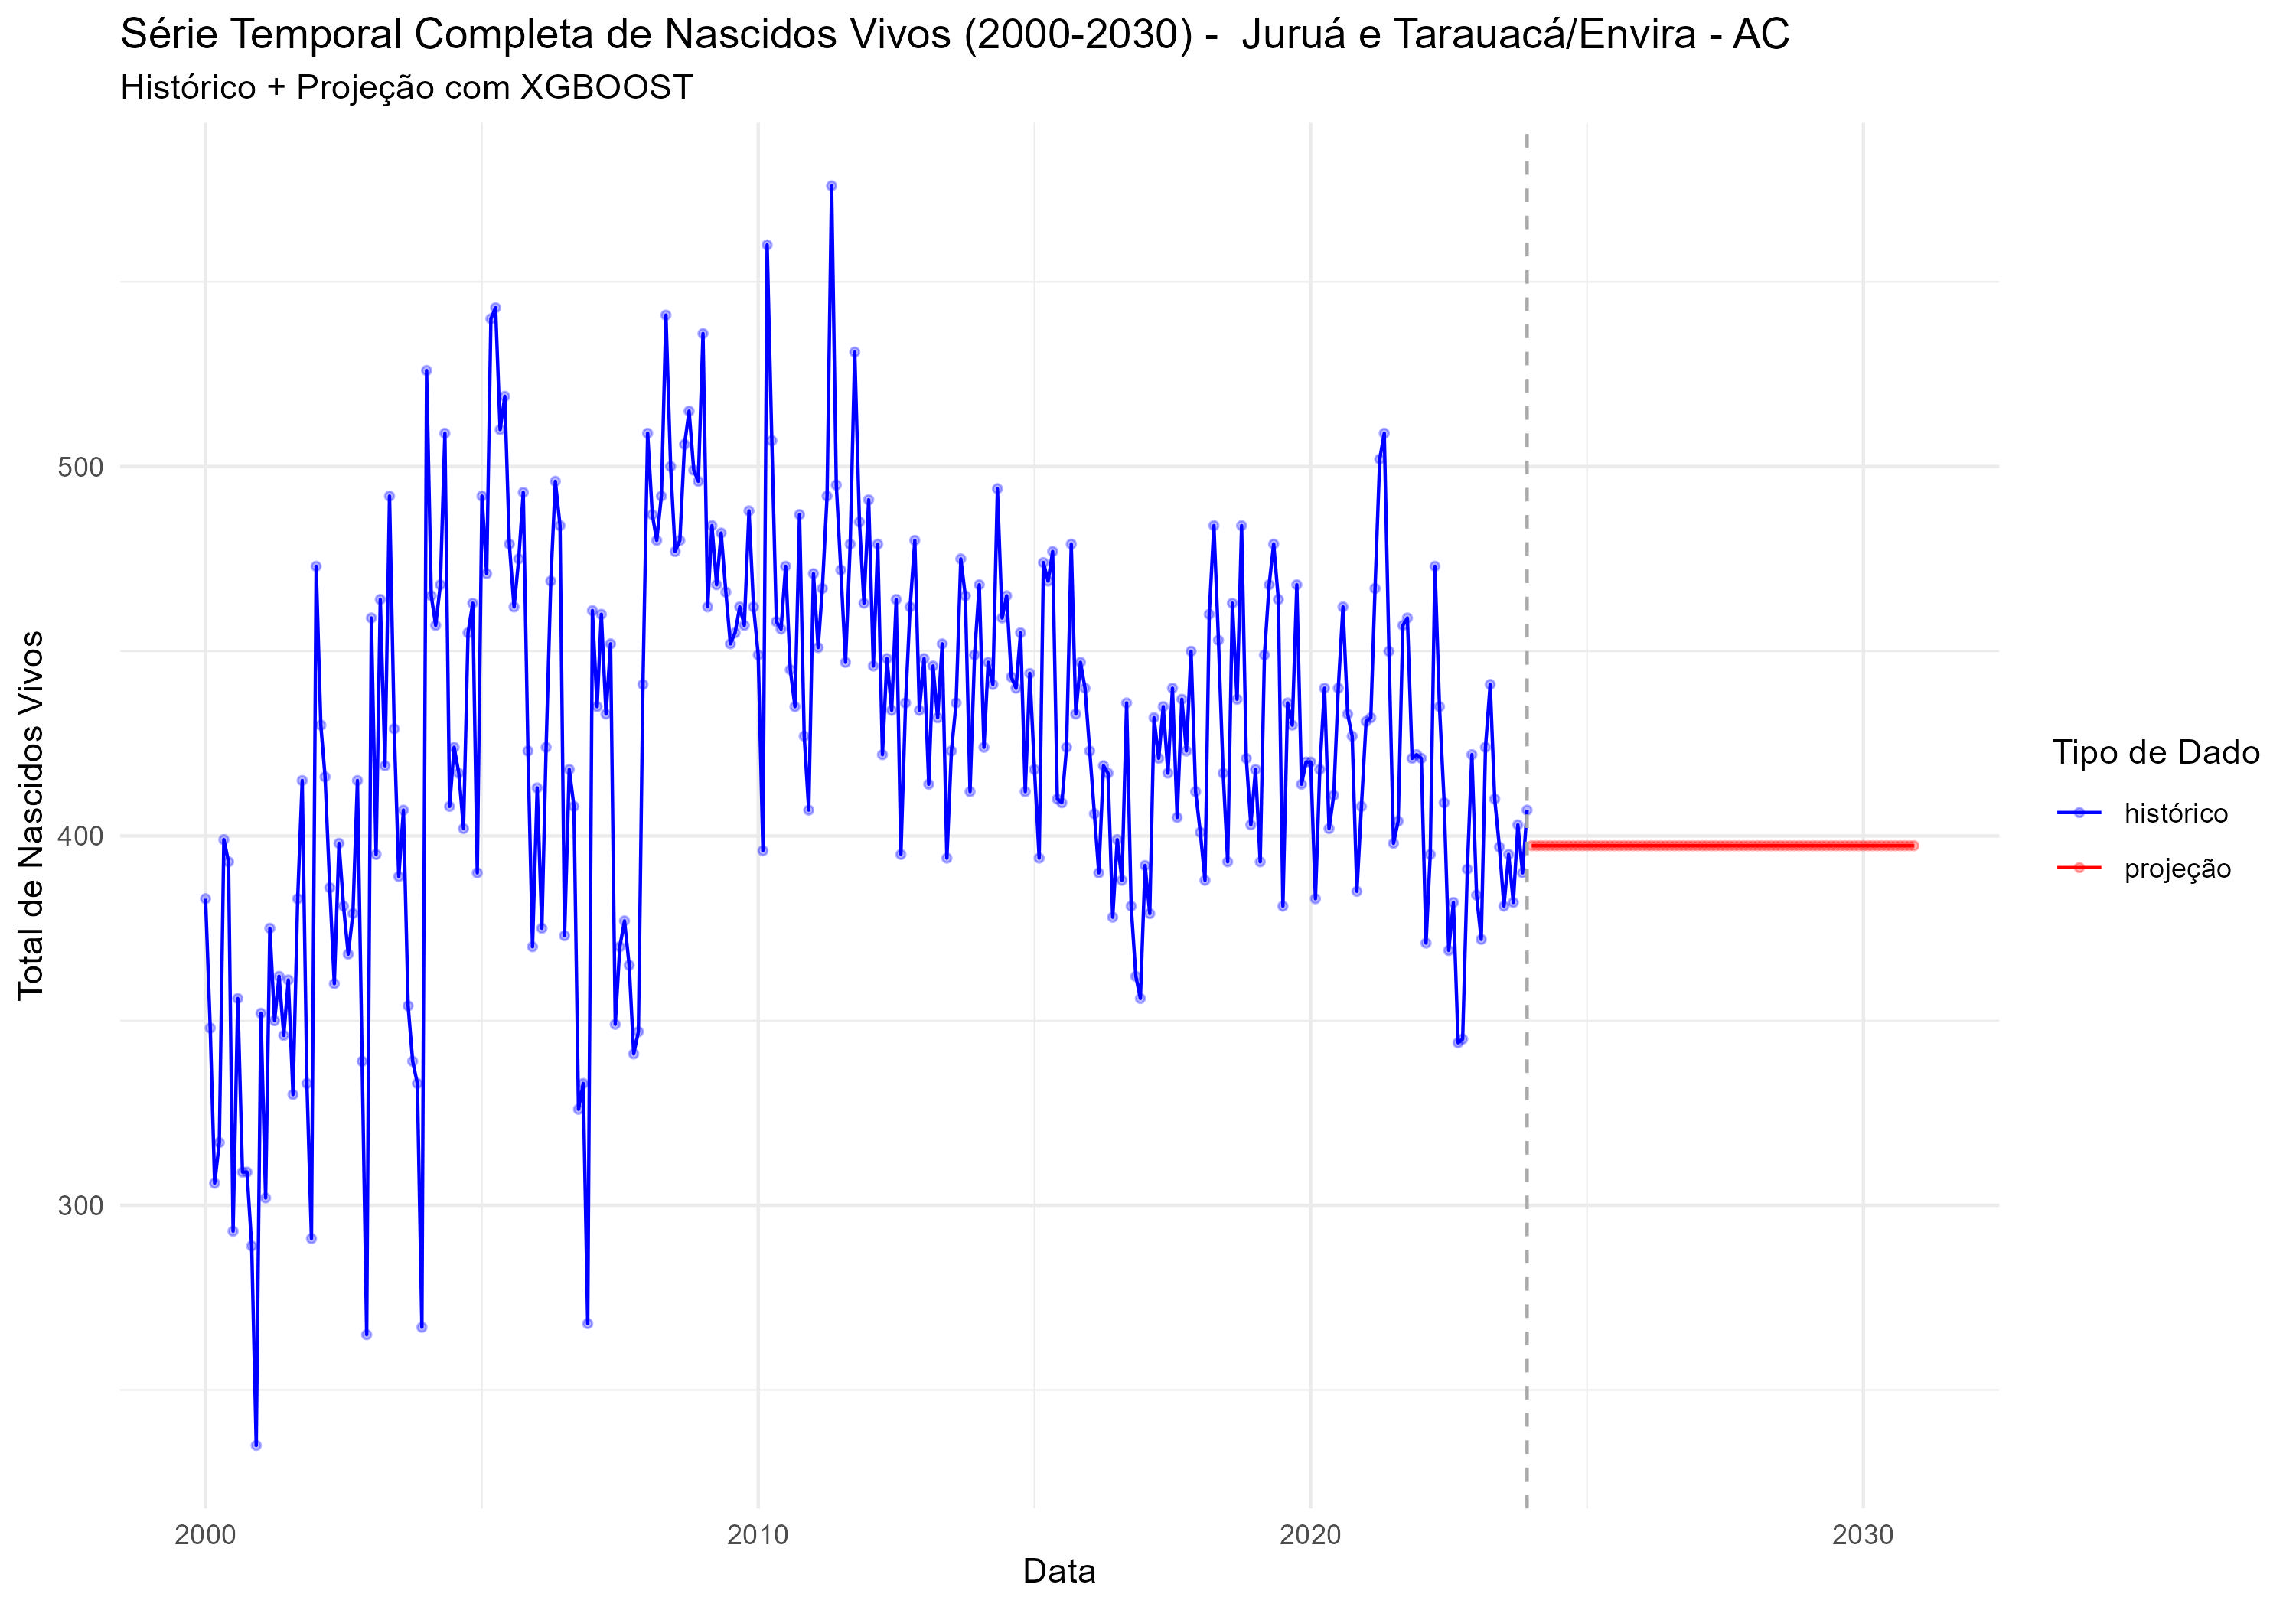 Série Temporal Completa de Nascidos Vivos (2000-2030) -  Juruá e Tarauacá/Envira - AC
Histórico + Projeção com XGBOOST
Total de Nascidos Vivos
500
400
300
2000
2010
2020
2030
Data
Tipo de Dado
histórico
projeção